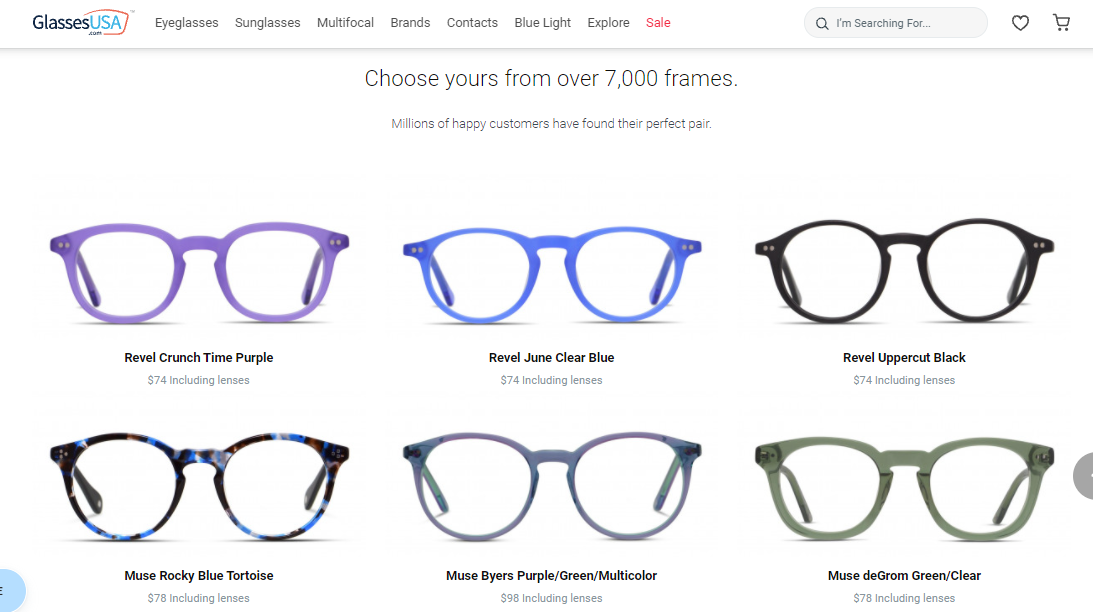 GlassesUSA™
.com
Eyeglasses Sunglasses Multifocal Brands Contacts Blue Light Explore Sale
I'm Searching For...
Choose yours from over 7,000 frames.
Millions of happy customers have found their perfect pair.
Revel Crunch Time Purple
$74 Including lenses
Revel June Clear Blue
$74 Including lenses
Revel Uppercut Black
$74 Including lenses
Muse Rocky Blue Tortoise
$78 Including lenses
Muse Byers Purple/Green/Multicolor
$98 Including lenses
Muse deGrom Green/Clear
$78 Including lenses